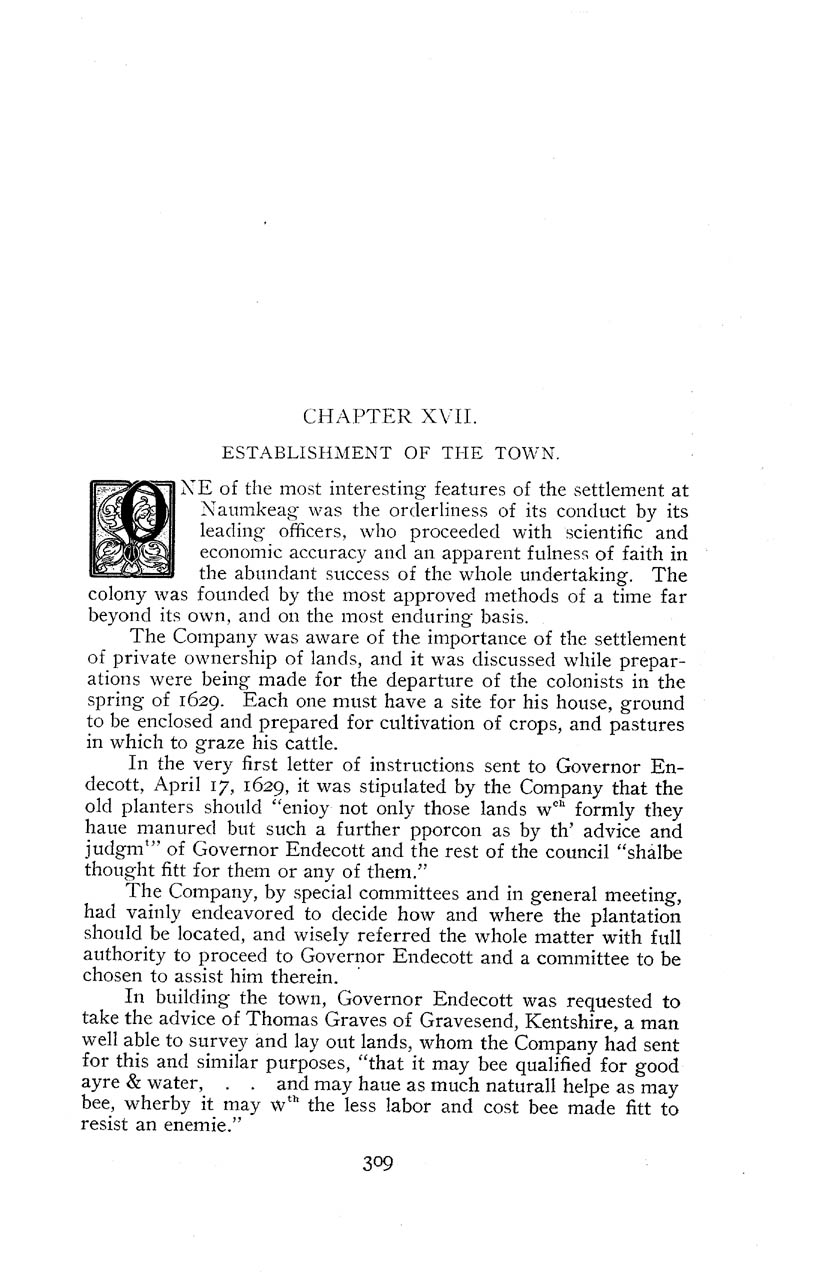 CHAPTER XVII.
ESTABLISHMENT OF THE TOWN.
ONE of the most interesting features of the settlement at
Naumkeag was the orderliness of its conduct by its
leading officers, who proceeded with scientific and
economic accuracy and an apparent fulness of faith in
the abundant success of the whole undertaking. The
colony was founded by the most approved methods of a time far
beyond its own, and on the most enduring basis.
The Company was aware of the importance of the settlement
of private ownership of lands, and it was discussed while prepar-
ations were being made for the departure of the colonists in the
spring of 1629. Each one must have a site for his house, ground
to be enclosed and prepared for cultivation of crops, and pastures
in which to graze his cattle.
In the very first letter of instructions sent to Governor En-
decott, April 17, 1629, it was stipulated by the Company that the
old planters should "enioy not only those lands wᶜʰ formly they
haue manured but such a further pporcon as by th' advice and
judgmᵗ" of Governor Endecott and the rest of the council "shalbe
thought fitt for them or any of them."
The Company, by special committees and in general meeting,
had vainly endeavored to decide how and where the plantation
should be located, and wisely referred the whole matter with full
authority to proceed to Governor Endecott and a committee to be
chosen to assist him therein.
In building the town, Governor Endecott was requested to
take the advice of Thomas Graves of Gravesend, Kentshire, a man
well able to survey and lay out lands, whom the Company had sent
for this and similar purposes, "that it may bee qualified for good
ayre & water, . . and may haue as much naturall helpe as may
bee, wherby it may wᵗʰ the less labor and cost bee made fitt to
resist an enemie."
309